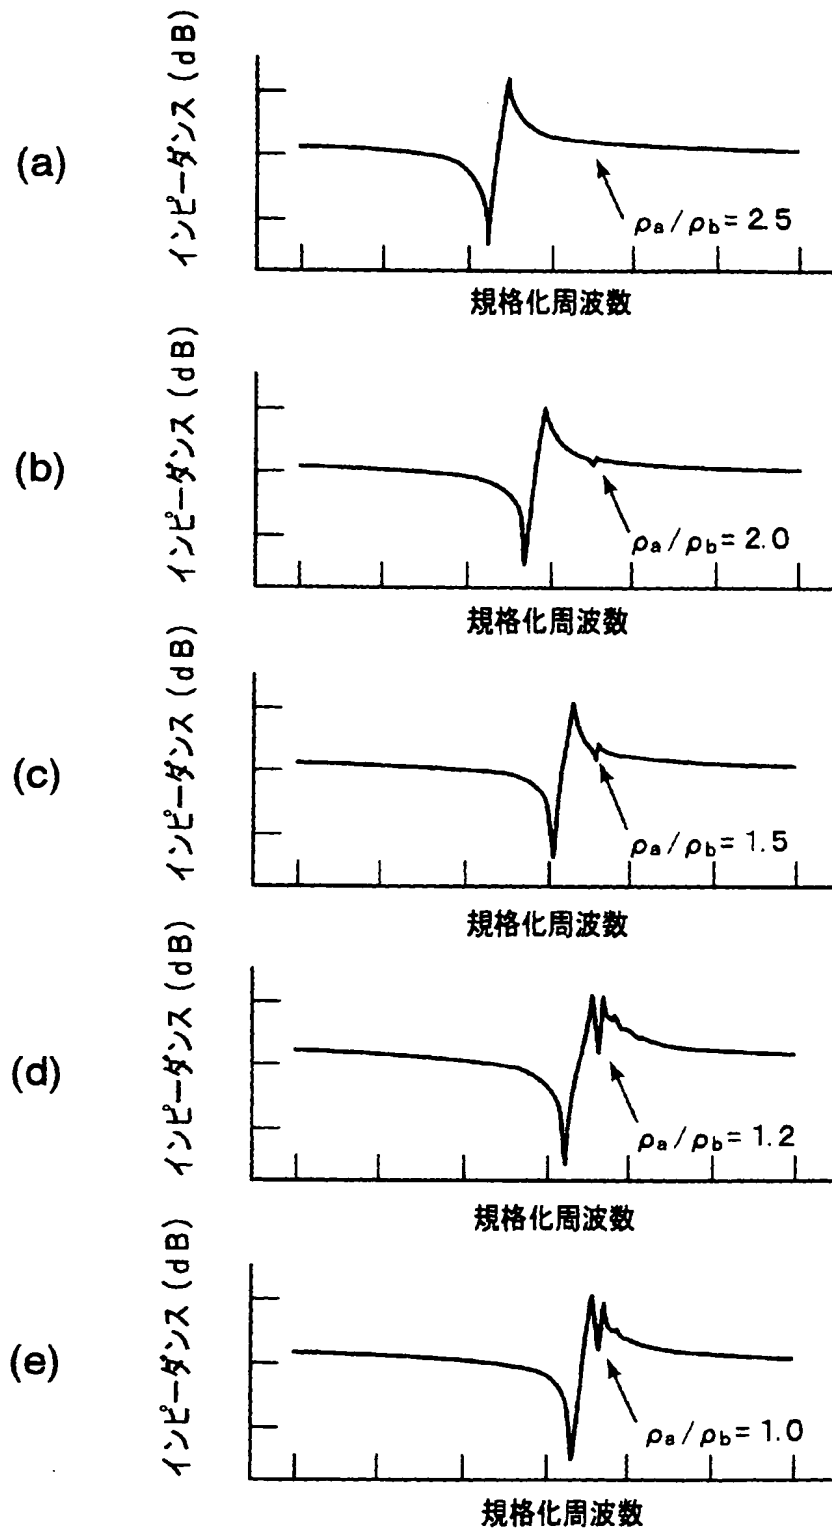 (a)
インピーダンス(dB)
ρa/ρb=2.5
規格化周波数
(b)
インピーダンス(dB)
ρa/ρb=2.0
規格化周波数
(c)
インピーダンス(dB)
ρa/ρb=1.5
規格化周波数
(d)
インピーダンス(dB)
ρa/ρb=1.2
規格化周波数
(e)
インピーダンス(dB)
ρa/ρb=1.0
規格化周波数